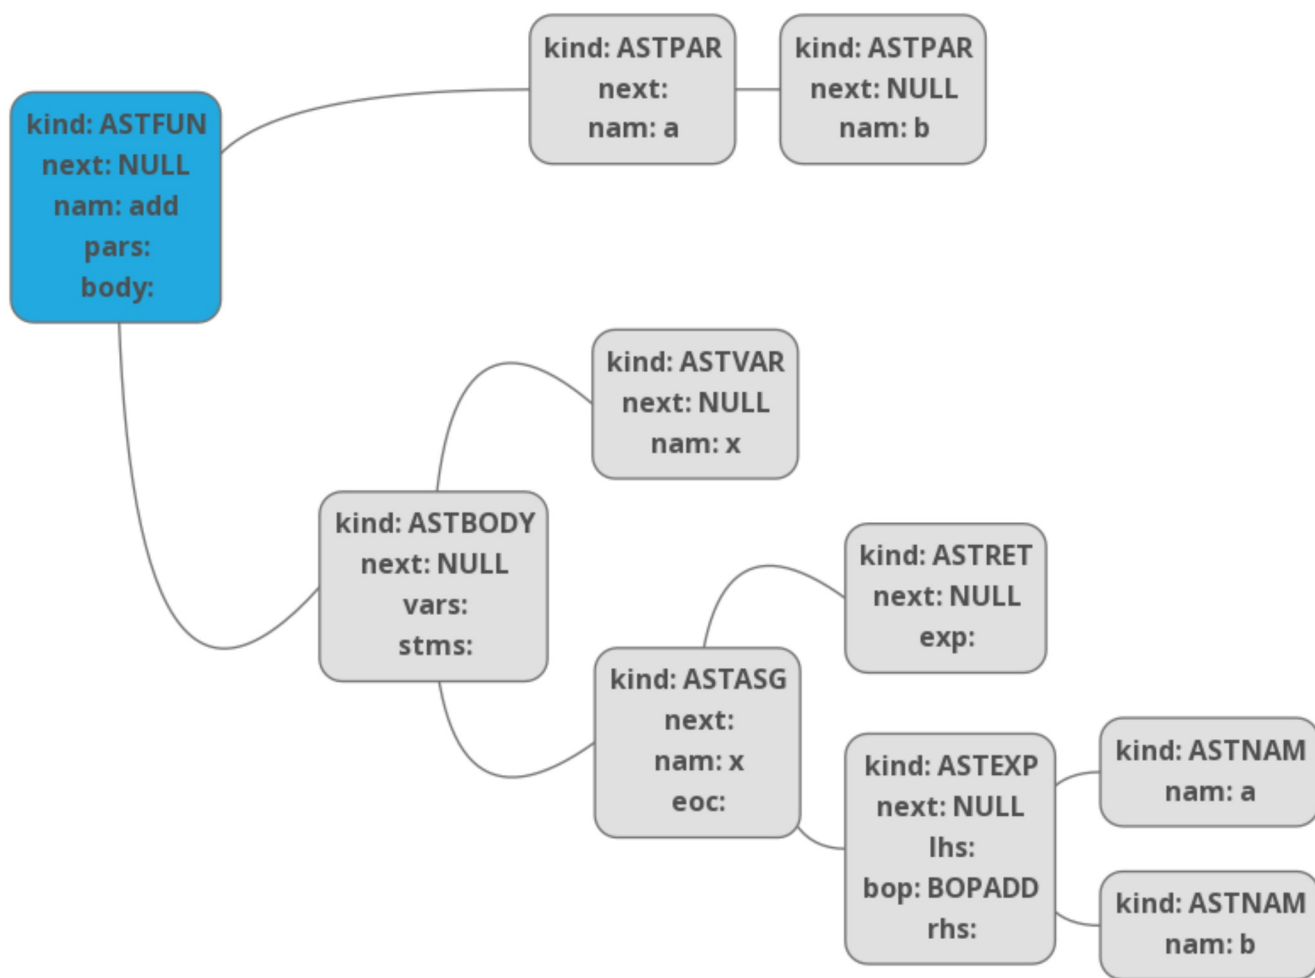 kind: ASTFUN
next: NULL
nam: add
pars:
body:
kind: ASTPAR
next:
nam: a
kind: ASTPAR
next: NULL
nam: b
kind: ASTVAR
next: NULL
nam: x
kind: ASTBODY
next: NULL
vars:
stms:
kind: ASTRET
next: NULL
exp:
kind: ASTASG
next:
nam: x
eoc:
kind: ASTEXP
next: NULL
lhs:
bop: BOPADD
rhs:
kind: ASTNAM
nam: a
kind: ASTNAM
nam: b